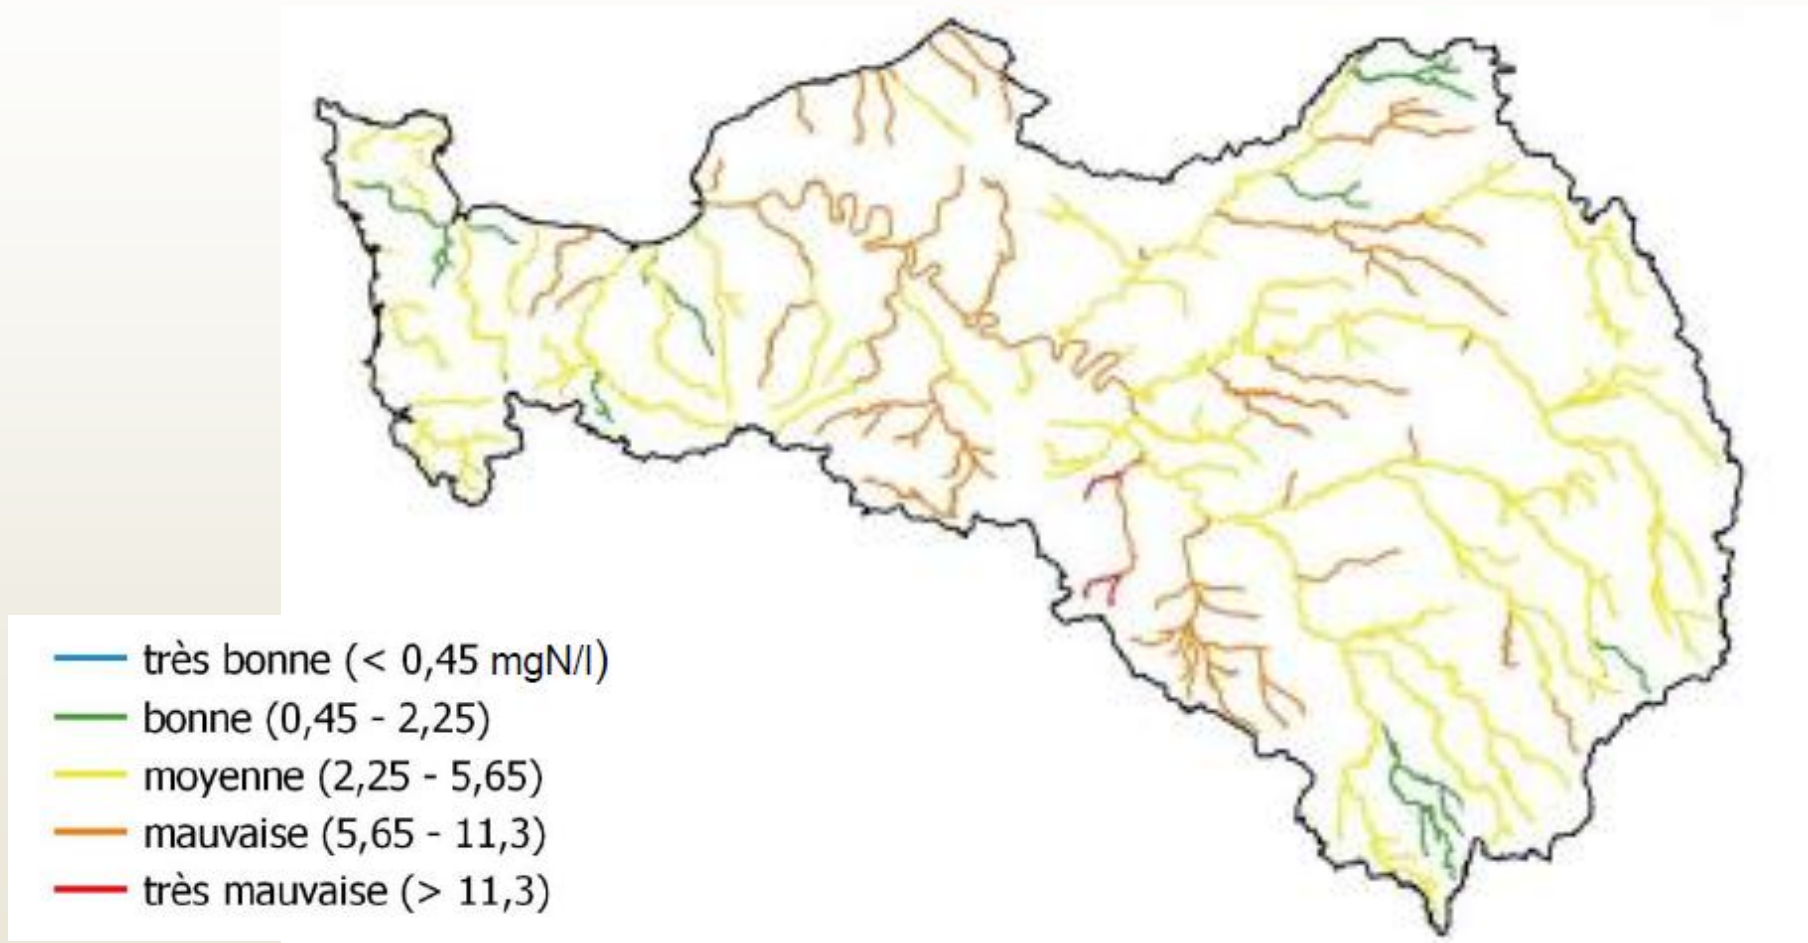 très bonne (< 0,45 mgN/l)
bonne (0,45 - 2,25)
moyenne (2,25 - 5,65)
mauvaise (5,65 - 11,3)
très mauvaise (> 11,3)